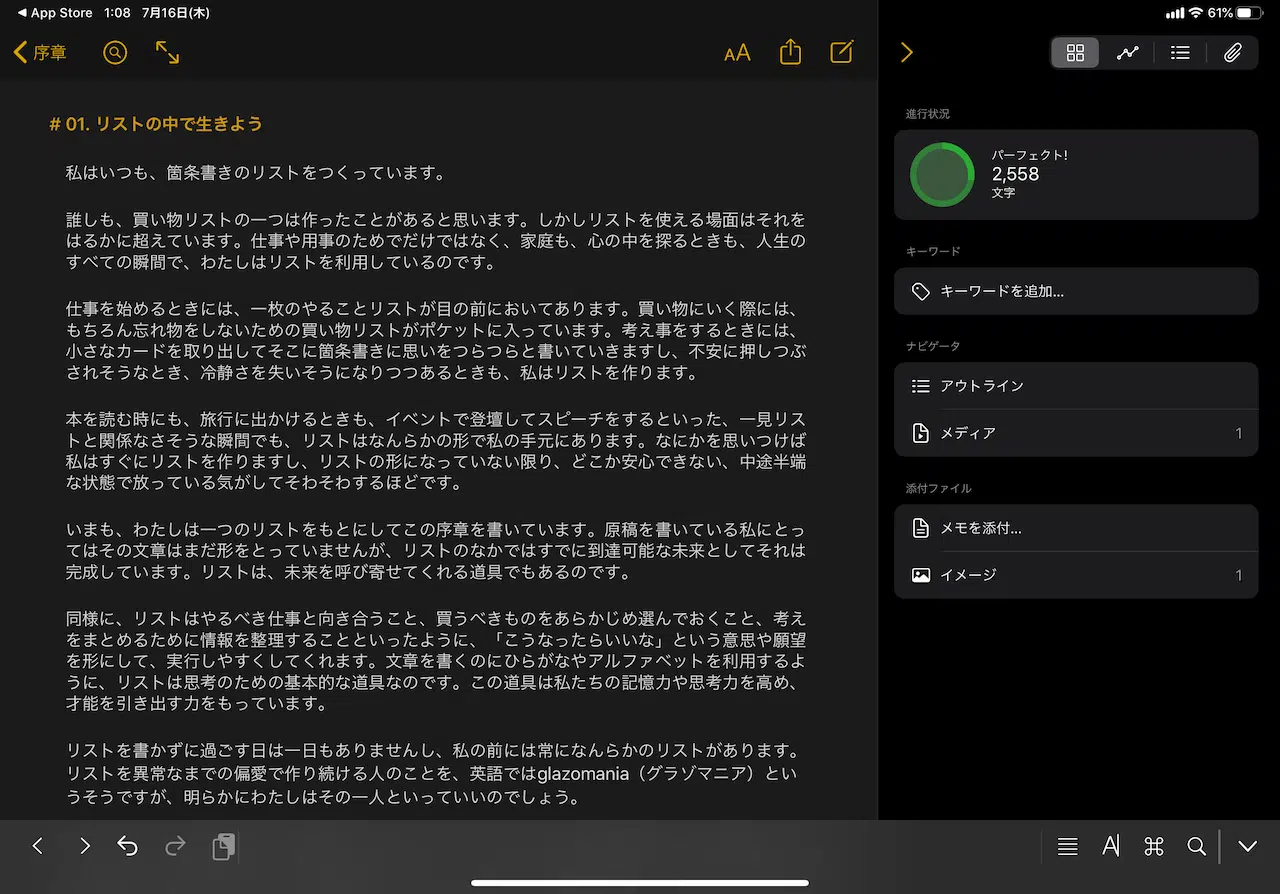 ◀ App Store 1:08 7月16日(木)
61%
序章
AA
# 01. リストの中で生きよう
私はいつも、箇条書きのリストをつくっています。
誰しも、買い物リストの一つは作ったことがあると思います。しかしリストを使える場面はそれを
はるかに超えています。仕事や用事のためでだけではなく、家庭も、心の中を探るときも、人生の
すべての瞬間で、わたしはリストを利用しているのです。
仕事を始めるときには、一枚のやることリストが目の前においてあります。買い物にいく際には、
もちろん忘れ物をしないための買い物リストがポケットに入っています。考え事をするときには、
小さなカードを取り出してそこに箇条書きに思いをつらつらと書いていきますし、不安に押しつぶ
されそうなとき、冷静さを失いそうになりつつあるときも、私はリストを作ります。
本を読む時にも、旅行に出かけるときも、イベントで登壇してスピーチをするといった、一見リス
トと関係なさそうな瞬間でも、リストはなんらかの形で私の手元にあります。なにかを思いつけば
私はすぐにリストを作りますし、リストの形になっていない限り、どこか安心できない、中途半端
な状態で放っている気がしてそわそわするほどです。
いまも、わたしは一つのリストをもとにしてこの序章を書いています。原稿を書いている私にとっ
てはその文章はまだ形をとっていませんが、リストのなかではすでに到達可能な未来としてそれは
完成しています。リストは、未来を呼び寄せてくれる道具でもあるのです。
同様に、リストはやるべき仕事と向き合うこと、買うべきものをあらかじめ選んでおくこと、考え
をまとめるために情報を整理することといったように、「こうなったらいいな」という意思や願望
を形にして、実行しやすくしてくれます。文章を書くのにひらがなやアルファベットを利用するよ
うに、リストは思考のための基本的な道具なのです。この道具は私たちの記憶力や思考力を高め、
才能を引き出す力をもっています。
リストを書かずに過ごす日は一日もありませんし、私の前には常になんらかのリストがあります。
リストを異常なまでの偏愛で作り続ける人のことを、英語ではglazomania（グラゾマニア）とい
うそうですが、明らかにわたしはその一人といっていいのでしょう。
進行状況
パーフェクト!
2,558
文字
キーワード
キーワードを追加...
ナビゲータ
アウトライン
メディア 1
添付ファイル
メモを添付...
イメージ 1
A